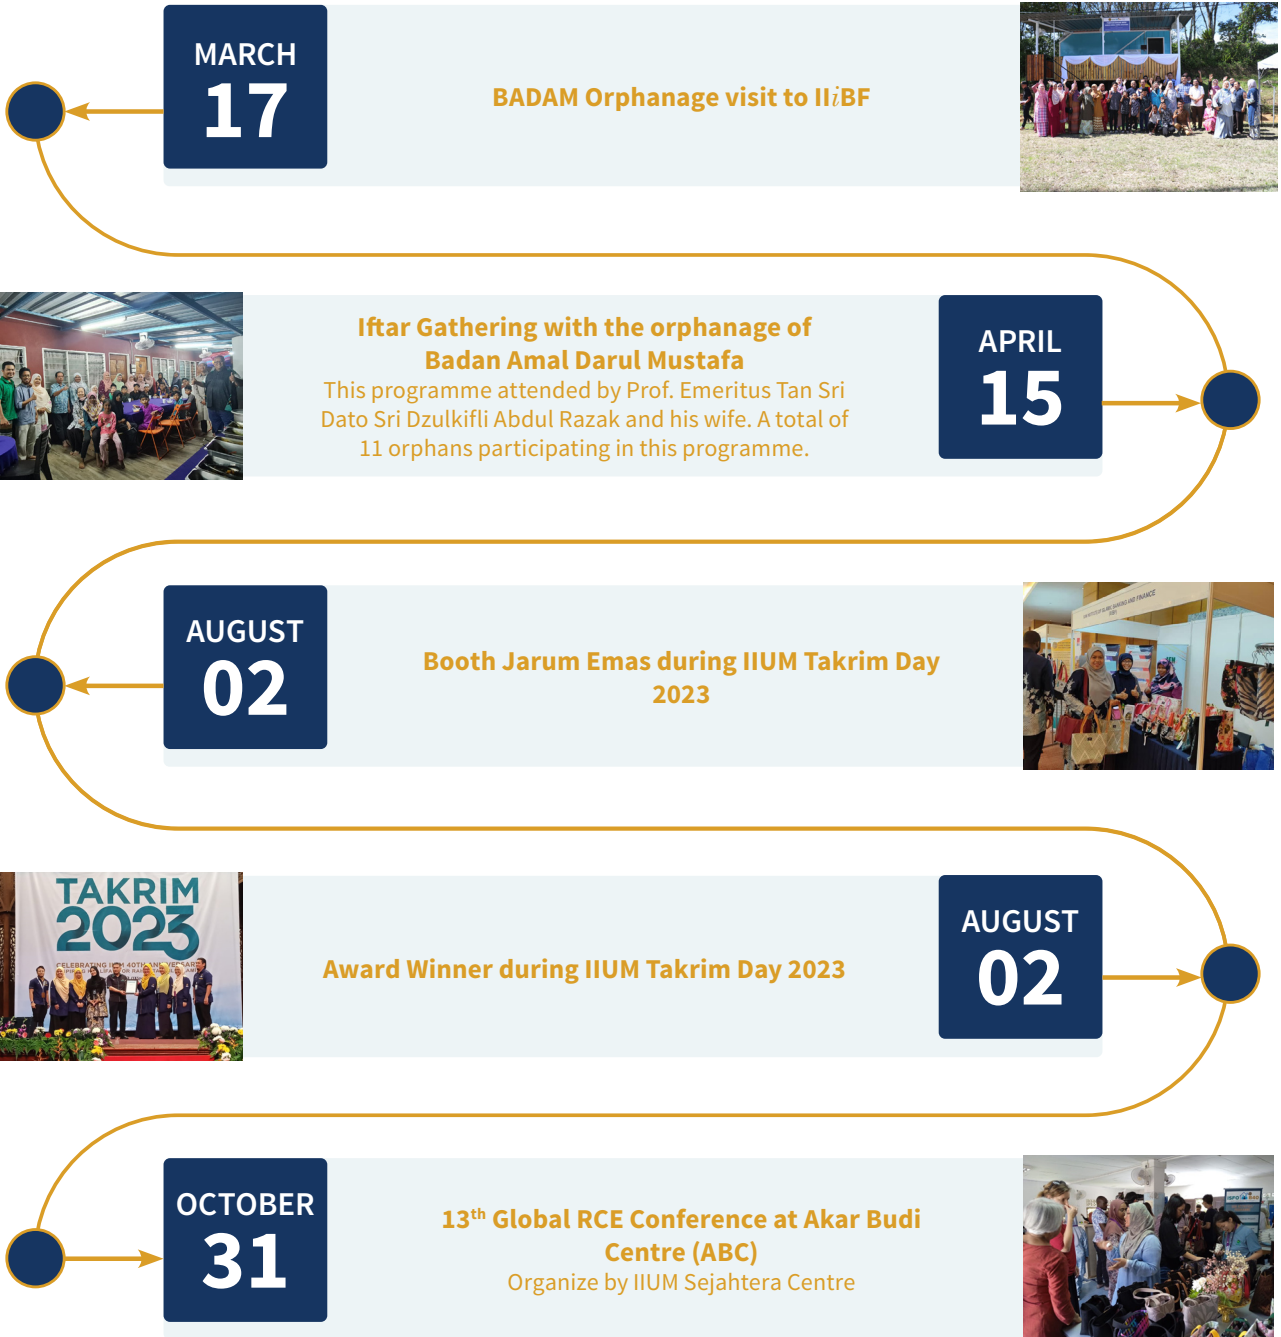 MARCH
17
BADAM Orphanage visit to IIiBF
Iftar Gathering with the orphanage of
Badan Amal Darul Mustafa
This programme attended by Prof. Emeritus Tan Sri
Dato Sri Dzulkifli Abdul Razak and his wife. A total of
11 orphans participating in this programme.
APRIL
15
AUGUST
02
Booth Jarum Emas during IIUM Takrim Day
2023
TAKRIM
2023
CELEBRATING IIUM 40TH ANNIVERSARY
Award Winner during IIUM Takrim Day 2023
AUGUST
02
OCTOBER
31
13th Global RCE Conference at Akar Budi
Centre (ABC)
Organize by IIUM Sejahtera Centre